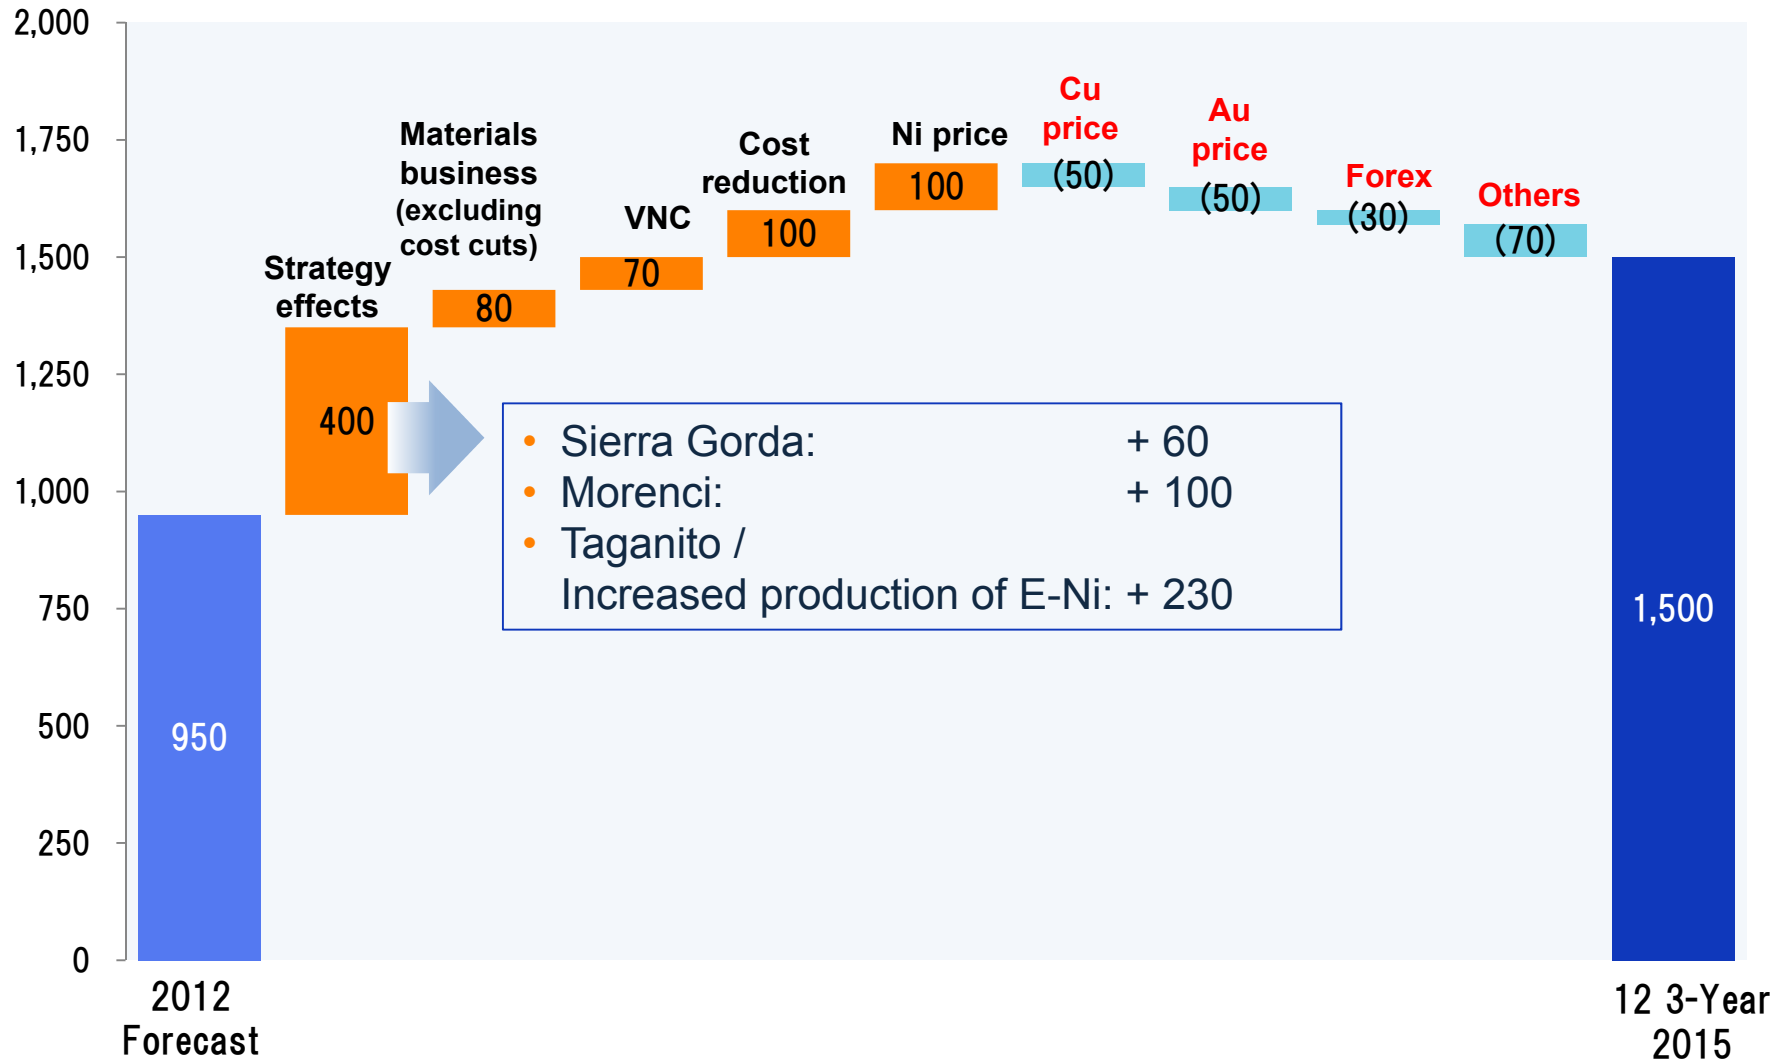 2,000
1,750
1,500
1,250
1,000
750
500
250
0
2012
Forecast
950
Strategy
effects
400
Materials
business
(excluding
cost cuts)
80
VNC
70
Cost
reduction
100
Ni price
100
Cu
price
(50)
Au
price
(50)
Forex
(30)
Others
(70)
• Sierra Gorda: + 60
• Morenci: + 100
• Taganito /
Increased production of E-Ni: + 230
1,500
12 3-Year
2015